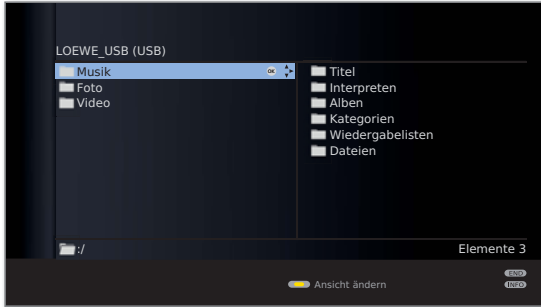 LOEWE_USB (USB)
Musik OK
Foto
Video
Titel
Interpreten
Alben
Kategorien
Wiedergabelisten
Dateien
:/
Elemente 3
Ansicht ändern
END
INFO